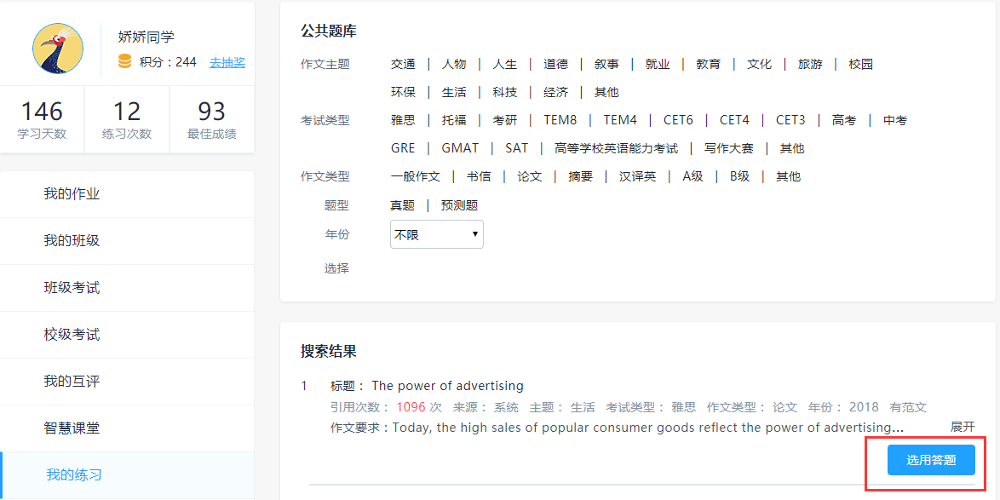 娇娇同学
积分：244 去抽奖
146 12 93
学习天数 练习次数 最佳成绩
我的作业
我的班级
班级考试
校级考试
我的互评
智慧课堂
我的练习
公共题库
作文主题 交通 | 人物 | 人生 | 道德 | 叙事 | 就业 | 教育 | 文化 | 旅游 | 校园
环保 | 生活 | 科技 | 经济 | 其他
考试类型 雅思 | 托福 | 考研 | TEM8 | TEM4 | CET6 | CET4 | CET3 | 高考 | 中考
GRE | GMAT | SAT | 高等学校英语能力考试 | 写作大赛 | 其他
作文类型 一般作文 | 书信 | 论文 | 摘要 | 汉译英 | A级 | B级 | 其他
题型 真题 | 预测题
年份 不限
选择
搜索结果
1 标题： The power of advertising
引用次数： 1096 次 来源： 系统 主题： 生活 考试类型： 雅思 作文类型： 论文 年份： 2018 有范文
作文要求：Today, the high sales of popular consumer goods reflect the power of advertising... 展开
选用答题